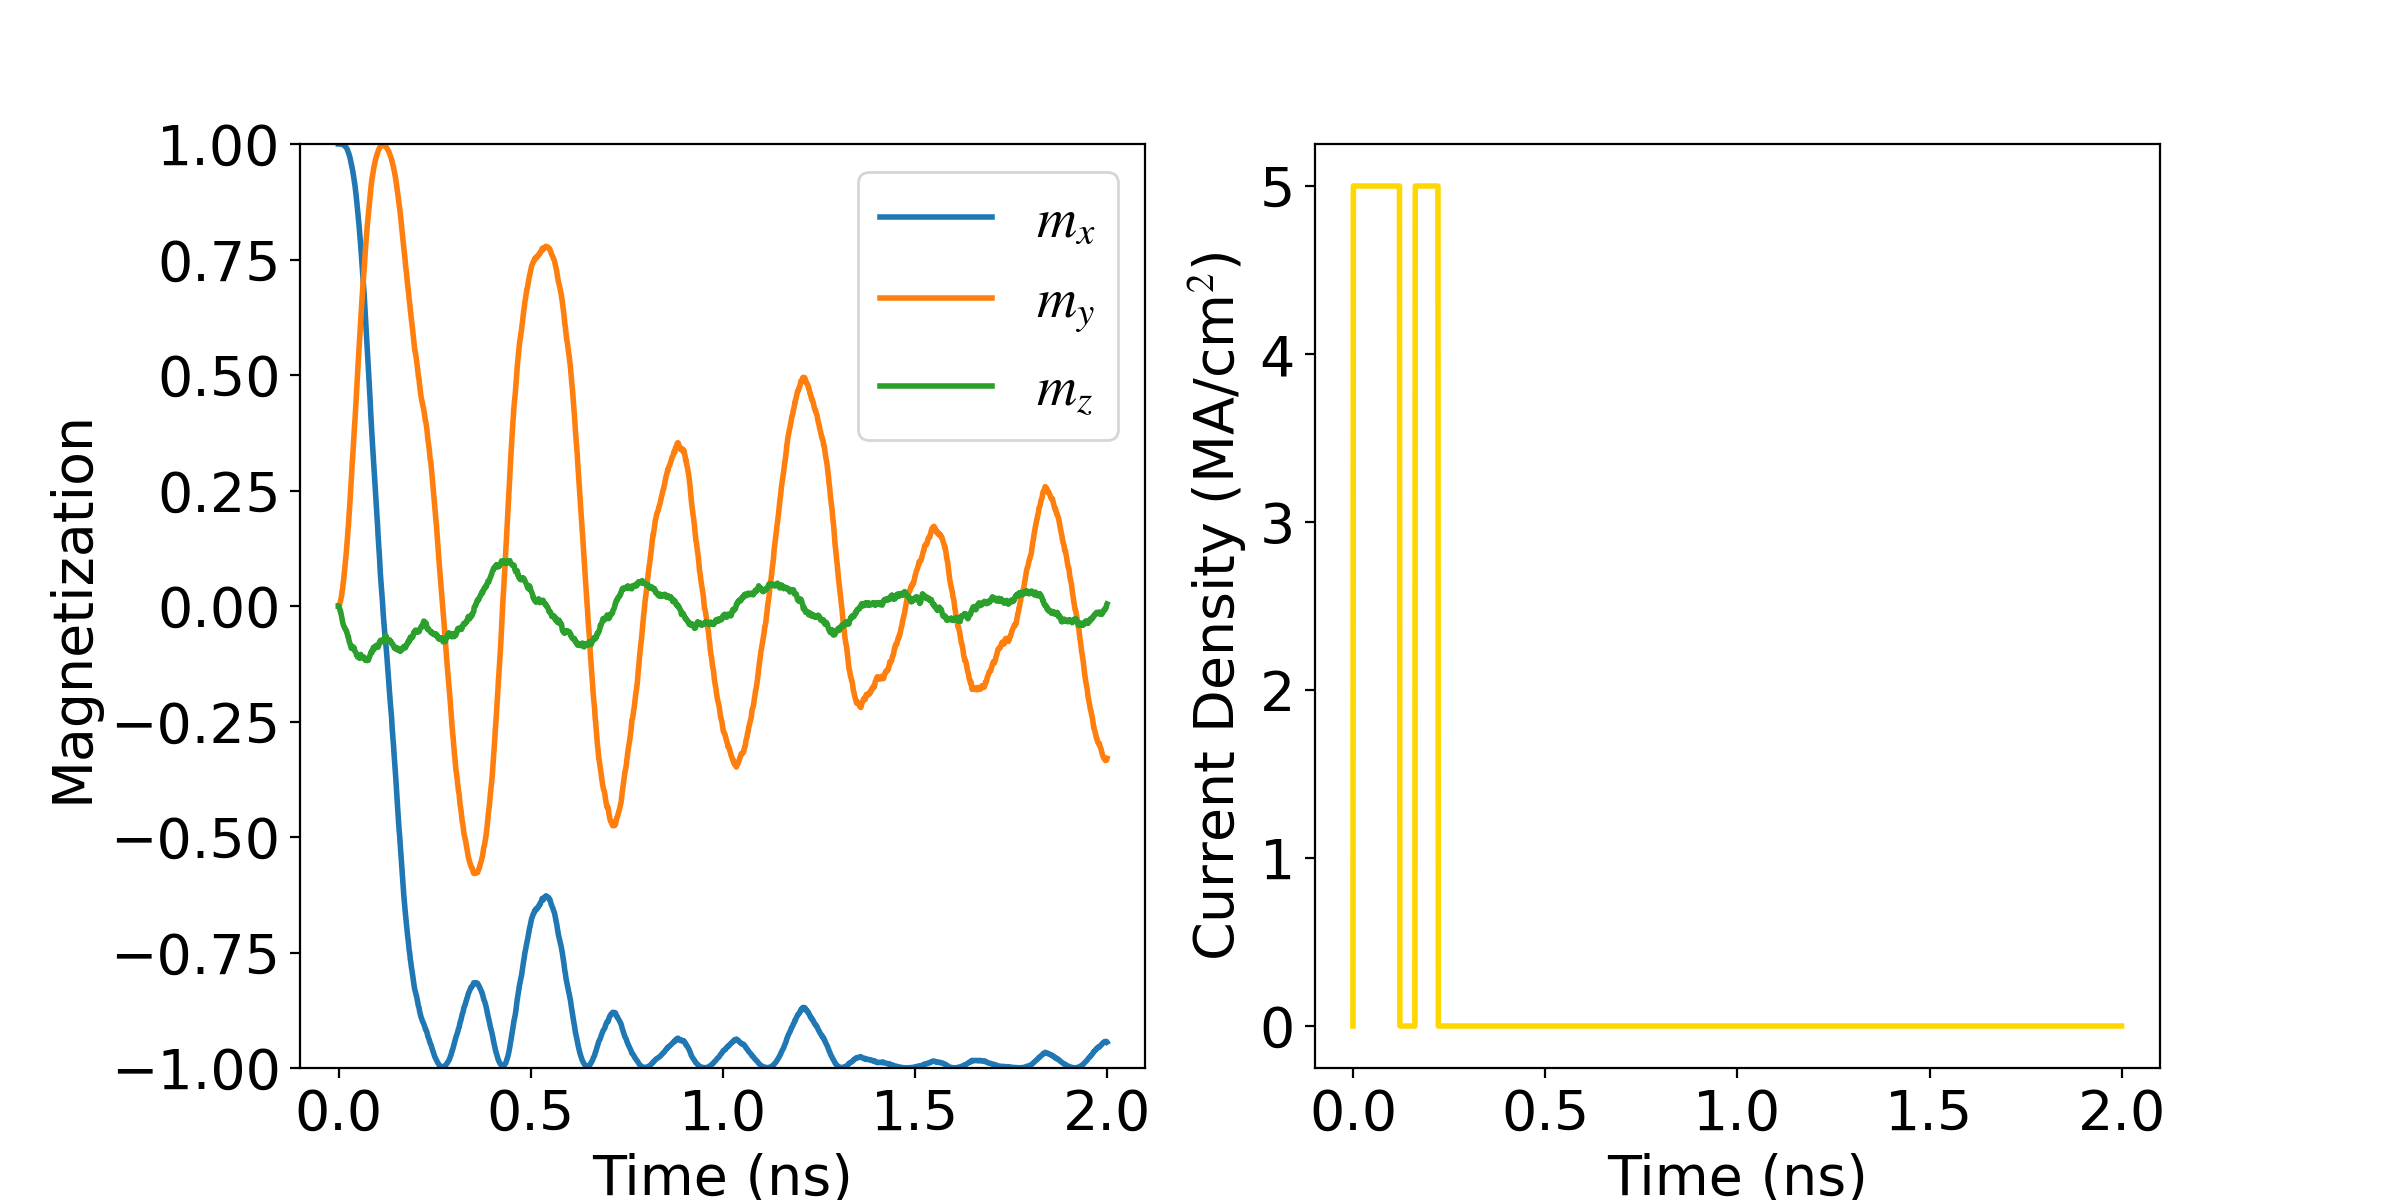 1.00
0.75
0.50
0.25
0.00
−0.25
−0.50
−0.75
−1.00
Magnetization
0.0 0.5 1.0 1.5 2.0
Time (ns)
mₓ
m_y
m_z
5
4
3
2
1
0
Current Density (MA/cm²)
0.0 0.5 1.0 1.5 2.0
Time (ns)